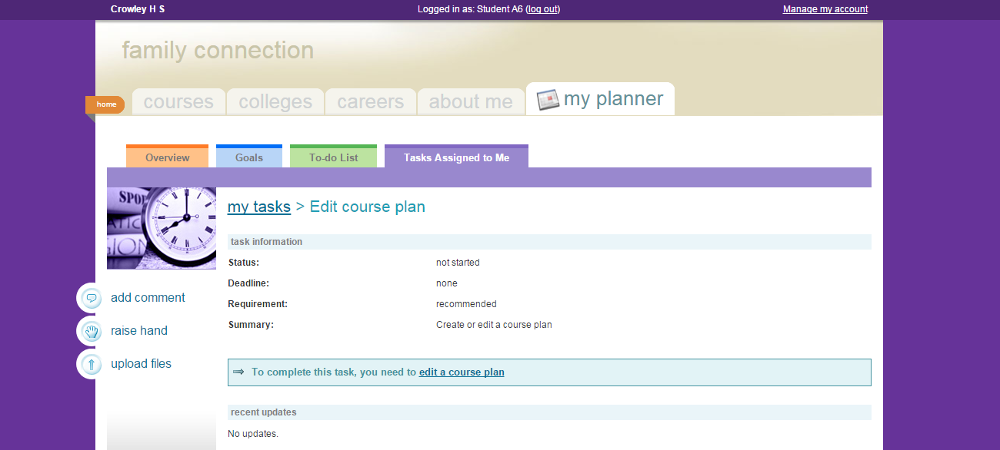 Crowley H S
Logged in as: Student A6 (log out)
Manage my account
family connection
home
courses
colleges
careers
about me
my planner
Overview
Goals
To-do List
Tasks Assigned to Me
my tasks > Edit course plan
task information
Status: not started
Deadline: none
Requirement: recommended
Summary: Create or edit a course plan
add comment
raise hand
upload files
⇒ To complete this task, you need to edit a course plan
recent updates
No updates.